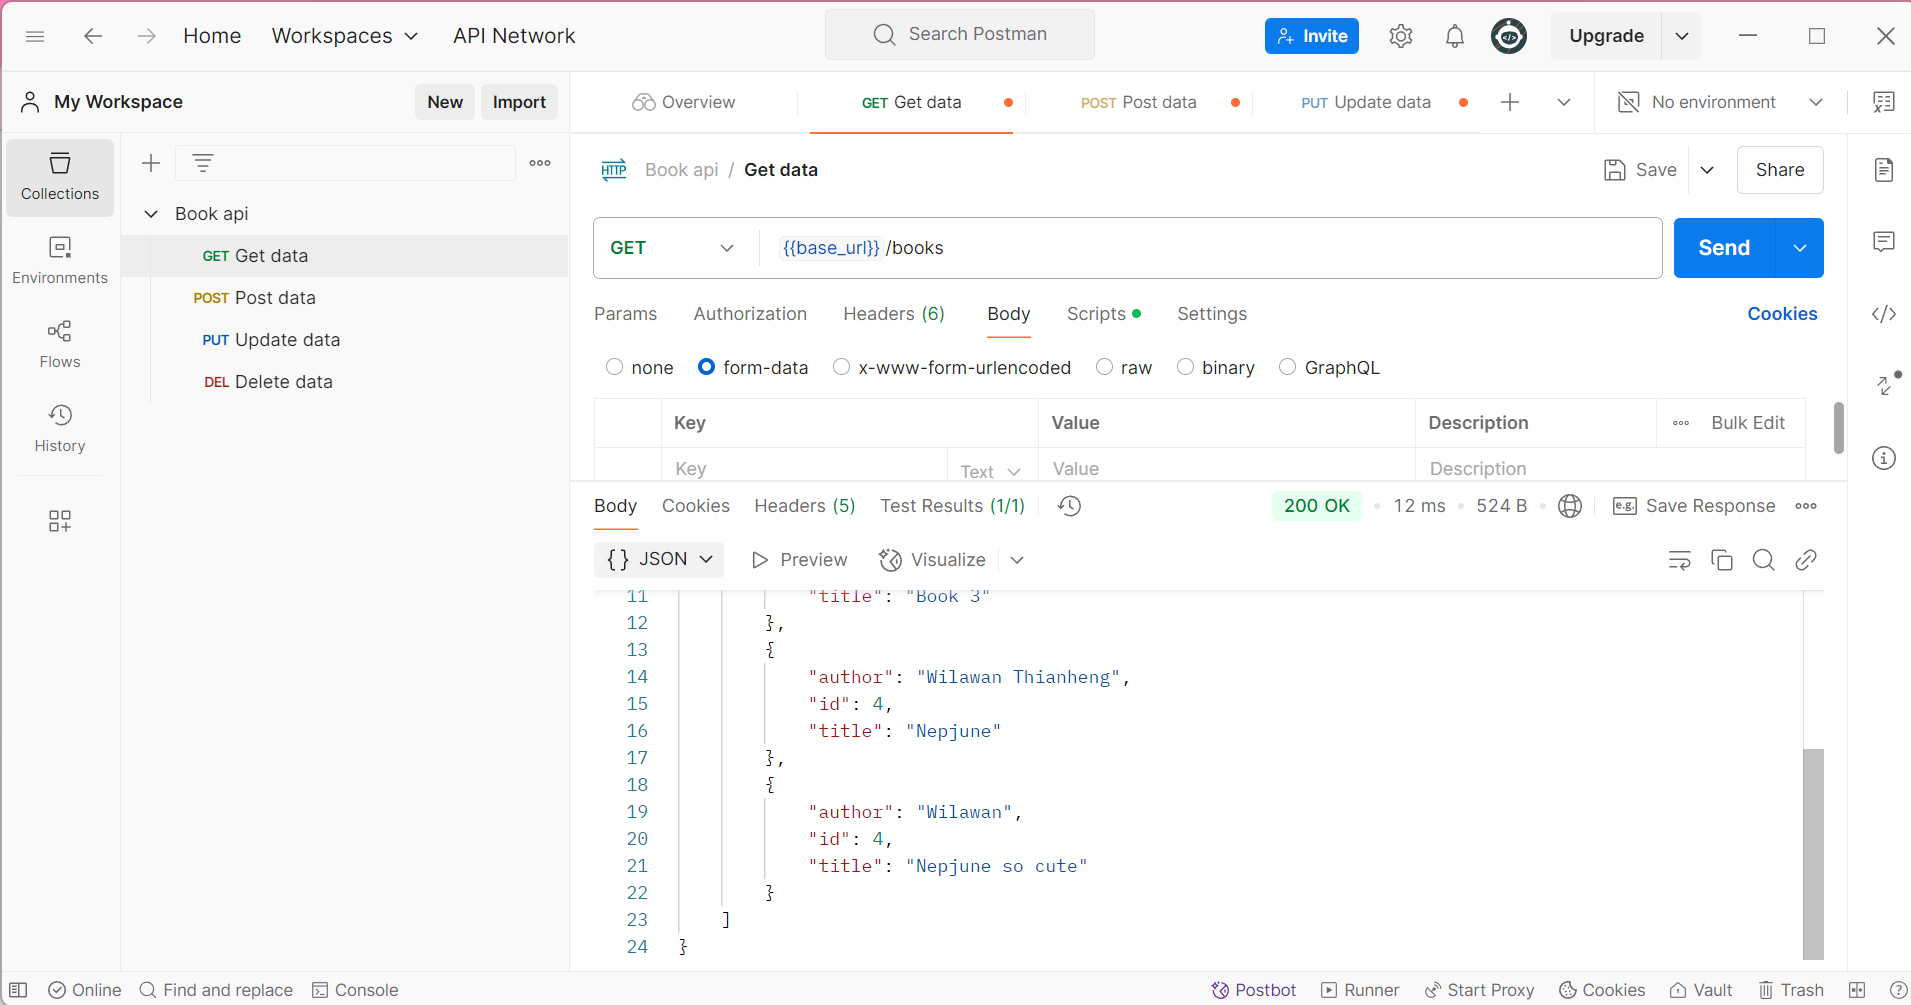 Home Workspaces API Network Search Postman Invite Upgrade
My Workspace New Import Overview GET Get data POST Post data PUT Update data No environment
Collections
Environments
Flows
History
Book api
GET Get data
POST Post data
PUT Update data
DEL Delete data
HTTP Book api / Get data Save Share
GET {{base_url}}/books Send
Params Authorization Headers (6) Body Scripts Settings Cookies
none form-data x-www-form-urlencoded raw binary GraphQL
Key Value Description Bulk Edit
Key Text Value Description
Body Cookies Headers (5) Test Results (1/1) 200 OK 12 ms 524 B e.g. Save Response
{} JSON Preview Visualize
11 "title": "Book 3"
12 },
13 {
14 "author": "Wilawan Thianheng",
15 "id": 4,
16 "title": "Nepjune"
17 },
18 {
19 "author": "Wilawan",
20 "id": 4,
21 "title": "Nepjune so cute"
22 }
23 ]
24 }
Online Find and replace Console Postbot Runner Start Proxy Cookies Vault Trash